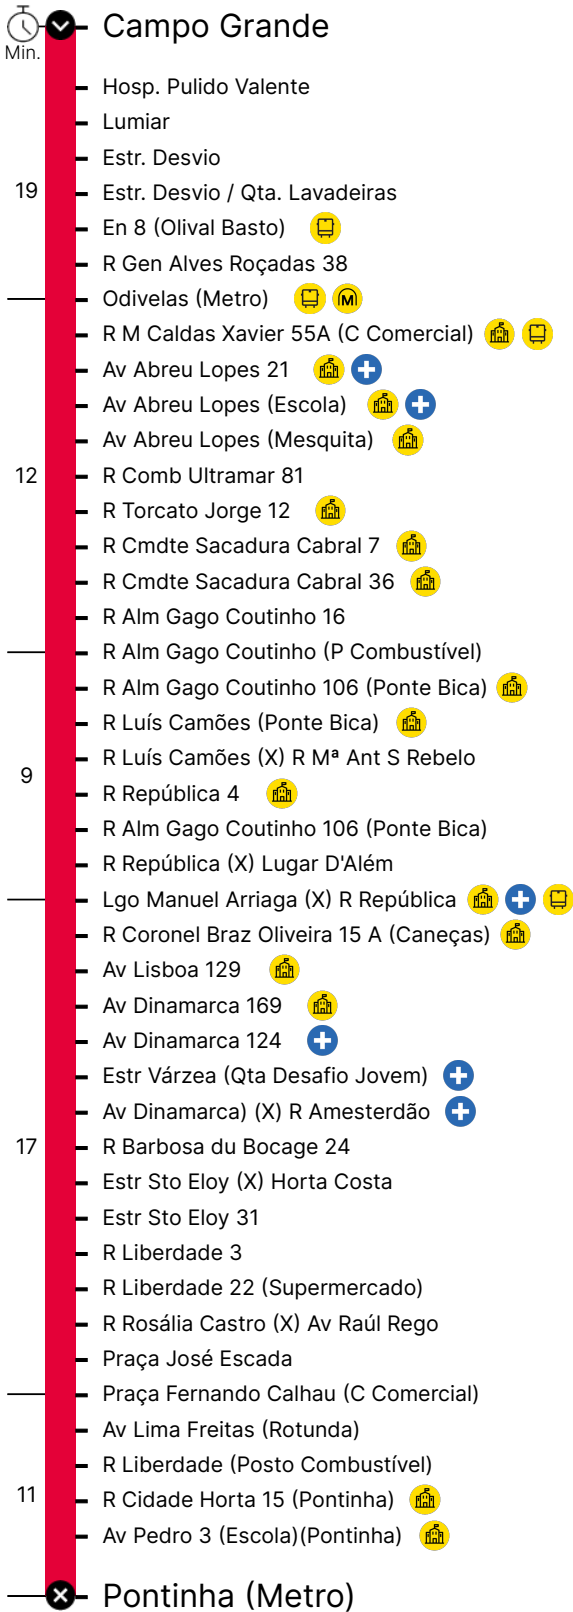 Campo Grande
Min.
Hosp. Pulido Valente
Lumiar
Estr. Desvio
19
Estr. Desvio / Qta. Lavadeiras
En 8 (Olival Basto)
R Gen Alves Roçadas 38
Odivelas (Metro)
R M Caldas Xavier 55A (C Comercial)
Av Abreu Lopes 21
Av Abreu Lopes (Escola)
Av Abreu Lopes (Mesquita)
12
R Comb Ultramar 81
R Torcato Jorge 12
R Cmdte Sacadura Cabral 7
R Cmdte Sacadura Cabral 36
R Alm Gago Coutinho 16
R Alm Gago Coutinho (P Combustível)
R Alm Gago Coutinho 106 (Ponte Bica)
R Luís Camões (Ponte Bica)
R Luís Camões (X) R Mª Ant S Rebelo
9
R República 4
R Alm Gago Coutinho 106 (Ponte Bica)
R República (X) Lugar D'Além
Lgo Manuel Arriaga (X) R República
R Coronel Braz Oliveira 15 A (Caneças)
Av Lisboa 129
Av Dinamarca 169
Av Dinamarca 124
Estr Várzea (Qta Desafio Jovem)
Av Dinamarca) (X) R Amesterdão
17
R Barbosa du Bocage 24
Estr Sto Eloy (X) Horta Costa
Estr Sto Eloy 31
R Liberdade 3
R Liberdade 22 (Supermercado)
R Rosália Castro (X) Av Raúl Rego
Praça José Escada
Praça Fernando Calhau (C Comercial)
Av Lima Freitas (Rotunda)
R Liberdade (Posto Combustível)
11
R Cidade Horta 15 (Pontinha)
Av Pedro 3 (Escola)(Pontinha)
Pontinha (Metro)